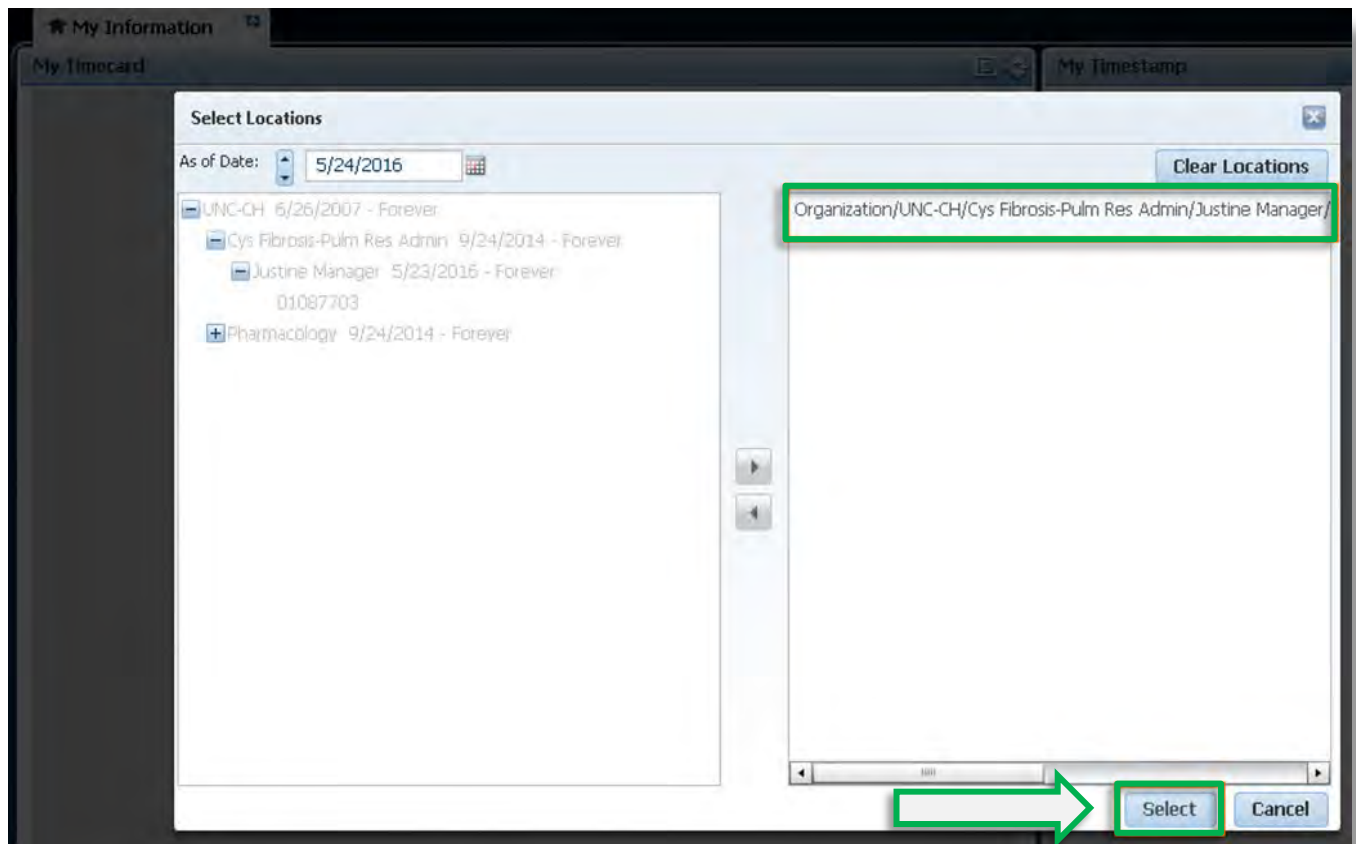 My Information
My Timecard
My Timestamp
Select Locations
As of Date: 5/24/2016
Clear Locations
UNC-CH 6/26/2007 - Forever
Cys Fibrosis-Pulm Res Admin 9/24/2014 - Forever
Justine Manager 5/23/2016 - Forever
01087703
Pharmacology 9/24/2014 - Forever
Organization/UNC-CH/Cys Fibrosis-Pulm Res Admin/Justine Manager/
Select
Cancel